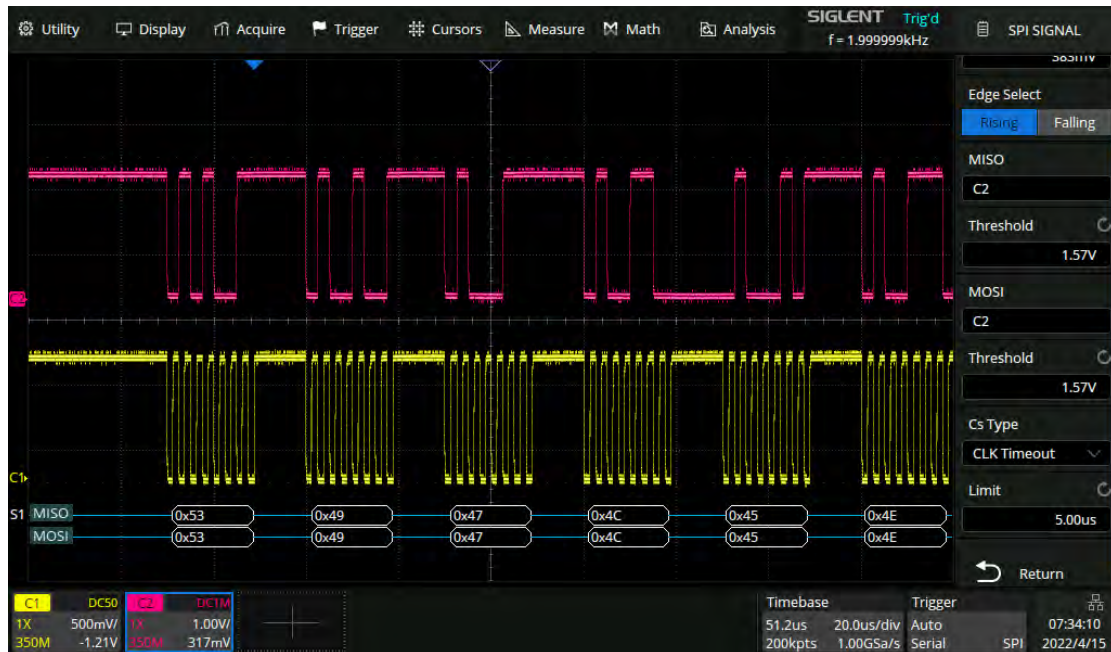 Utility Display Acquire Trigger Cursors Measure Math Analysis
SIGLENT Trig'd
f = 1.999999kHz
SPI SIGNAL
383mV
Edge Select
Rising Falling
MISO
C2
Threshold
1.57V
MOSI
C2
Threshold
1.57V
Cs Type
CLK Timeout
Limit
5.00us
Return
C2
C1
S1 MISO 0x53 0x49 0x47 0x4C 0x45 0x4E
MOSI 0x53 0x49 0x47 0x4C 0x45 0x4E
C1 DC50
1X 500mV/
350M -1.21V
C2 DC1M
1X 1.00V/
350M 317mV
Timebase
51.2us 20.0us/div
200kpts 1.00GSa/s
Trigger
Auto
Serial SPI
07:34:10
2022/4/15